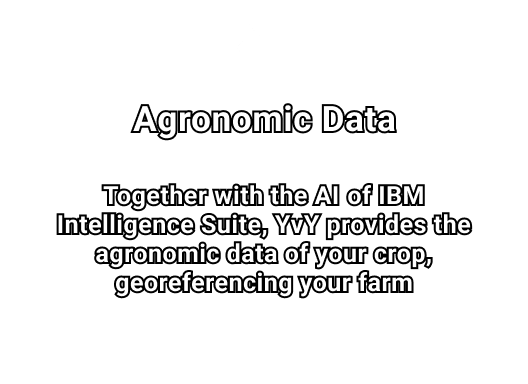 Agronomic Data
Together with the AI of IBM
Intelligence Suite, YvY provides the
agronomic data of your crop,
georeferencing your farm